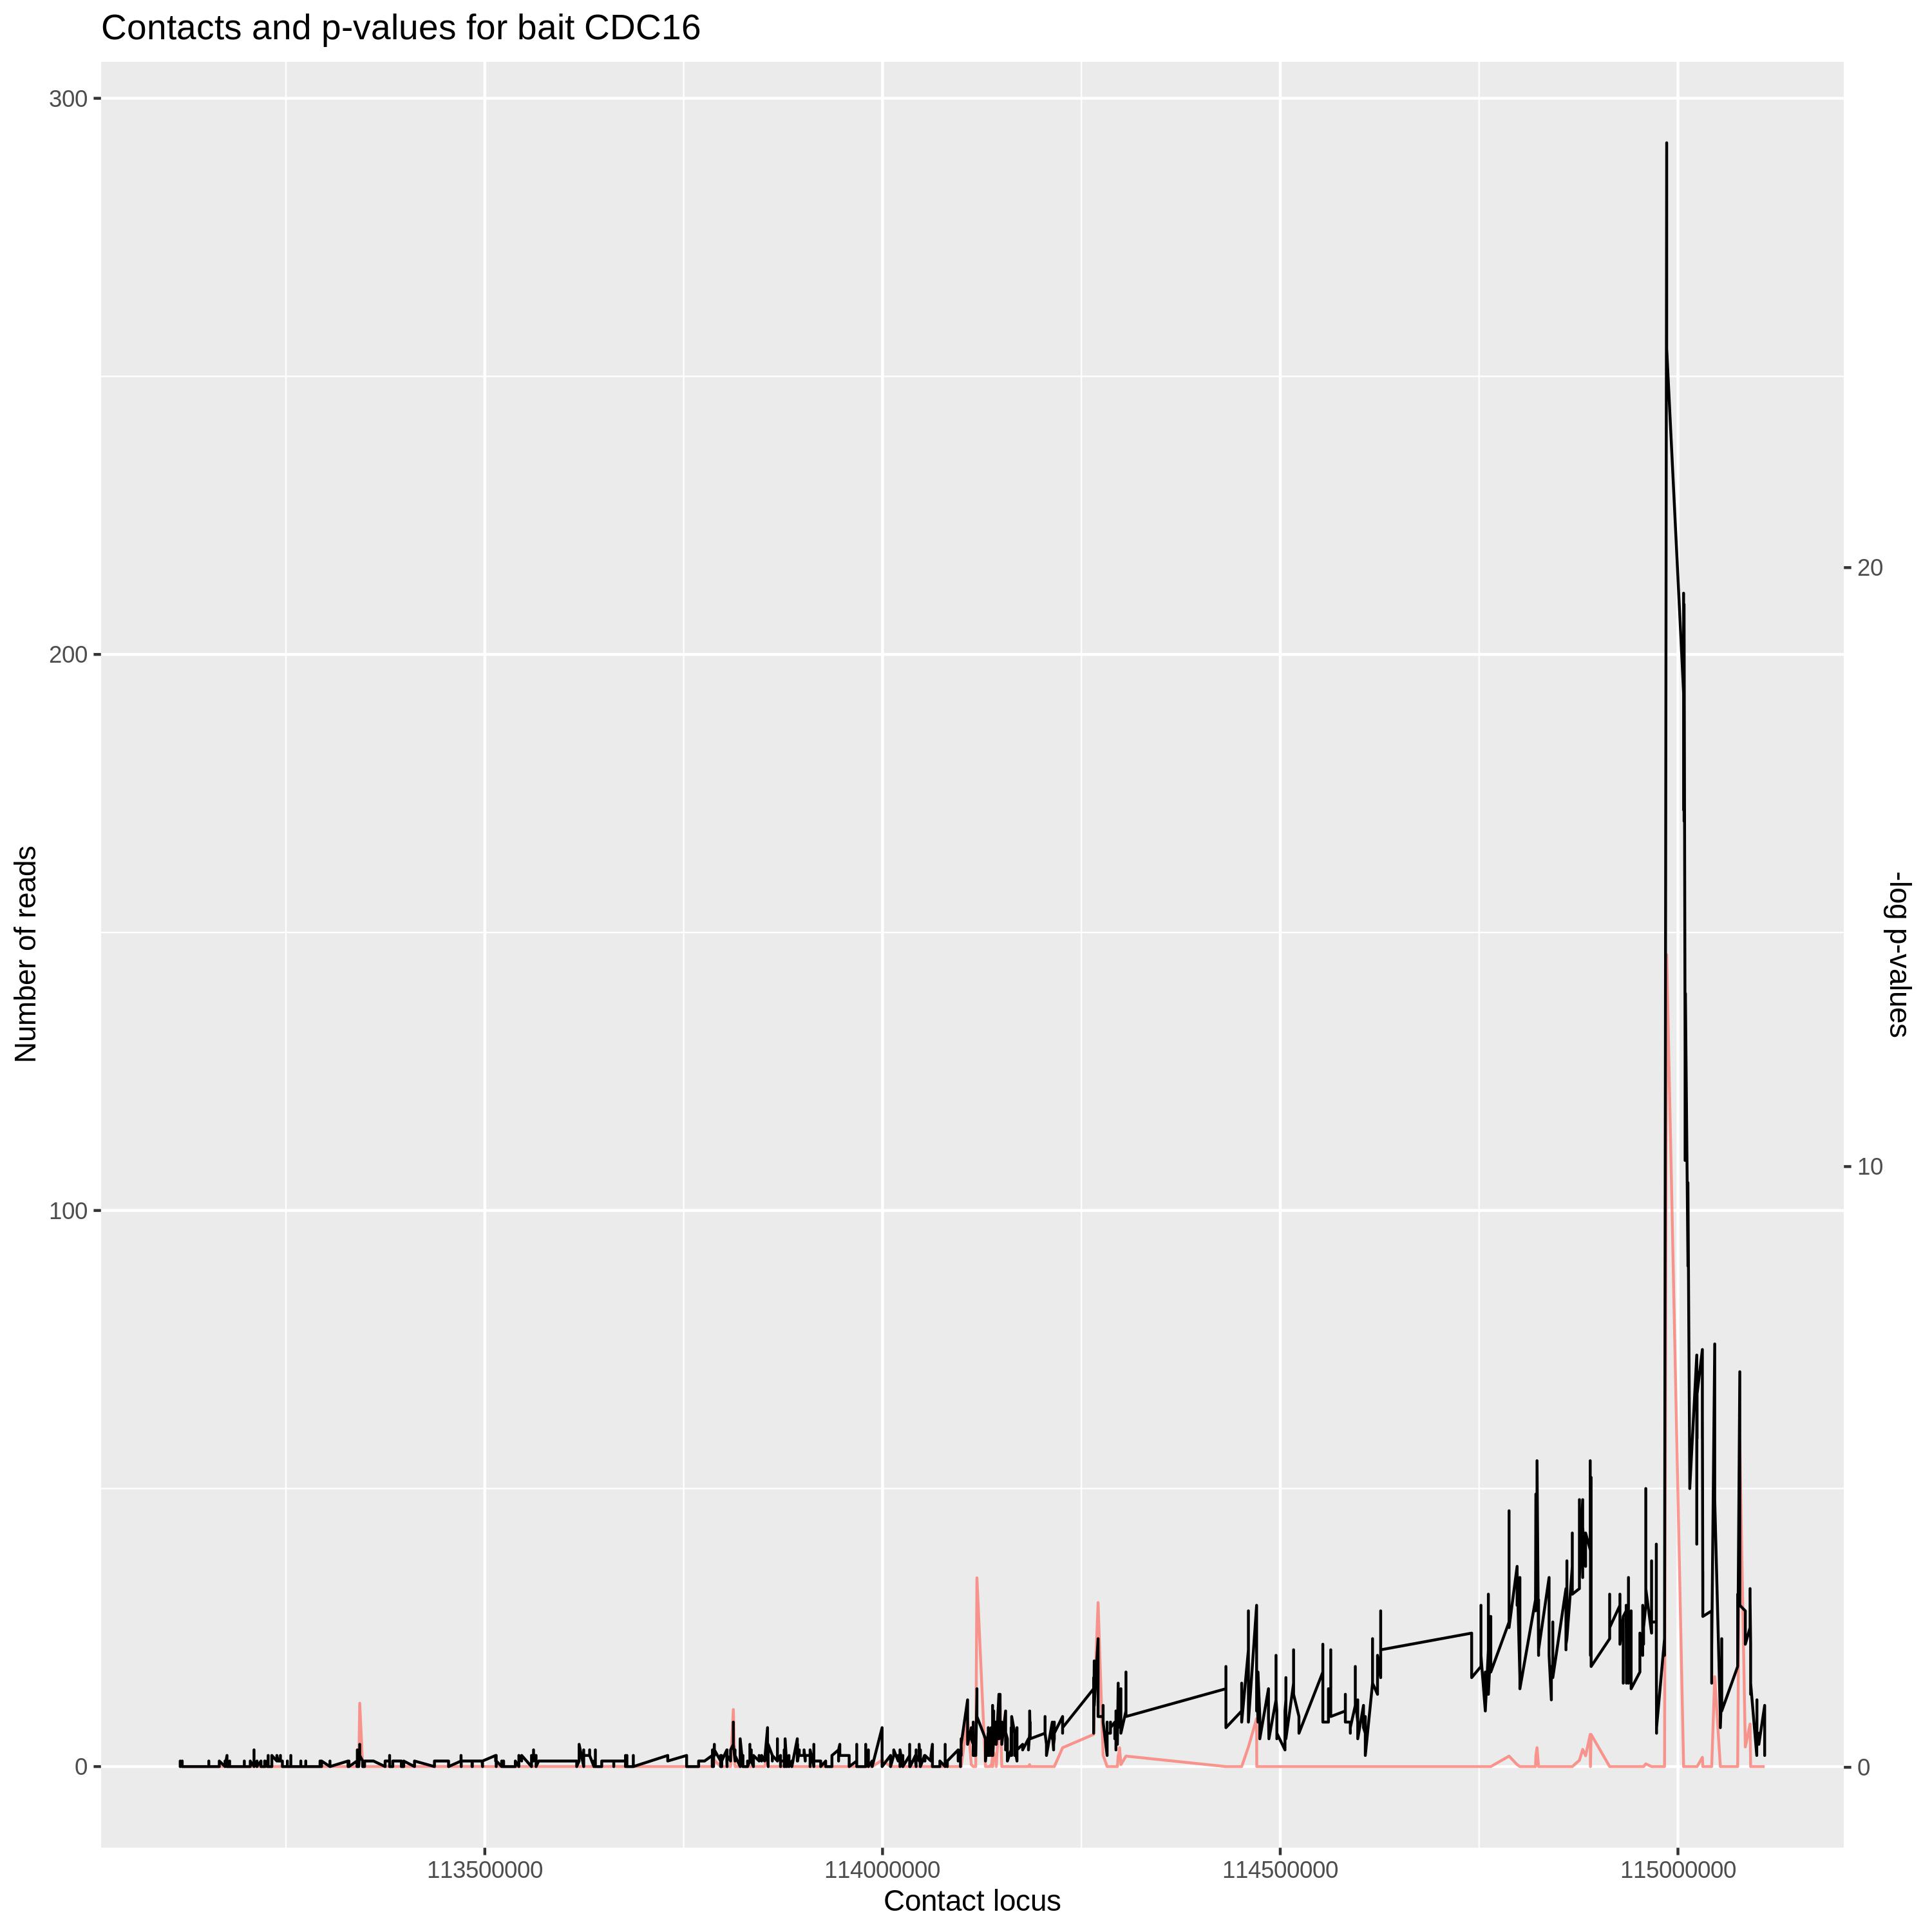 Contacts and p-values for bait CDC16
300
200
100
0
Number of reads
20
10
0
-log p-values
113500000
114000000
114500000
115000000
Contact locus